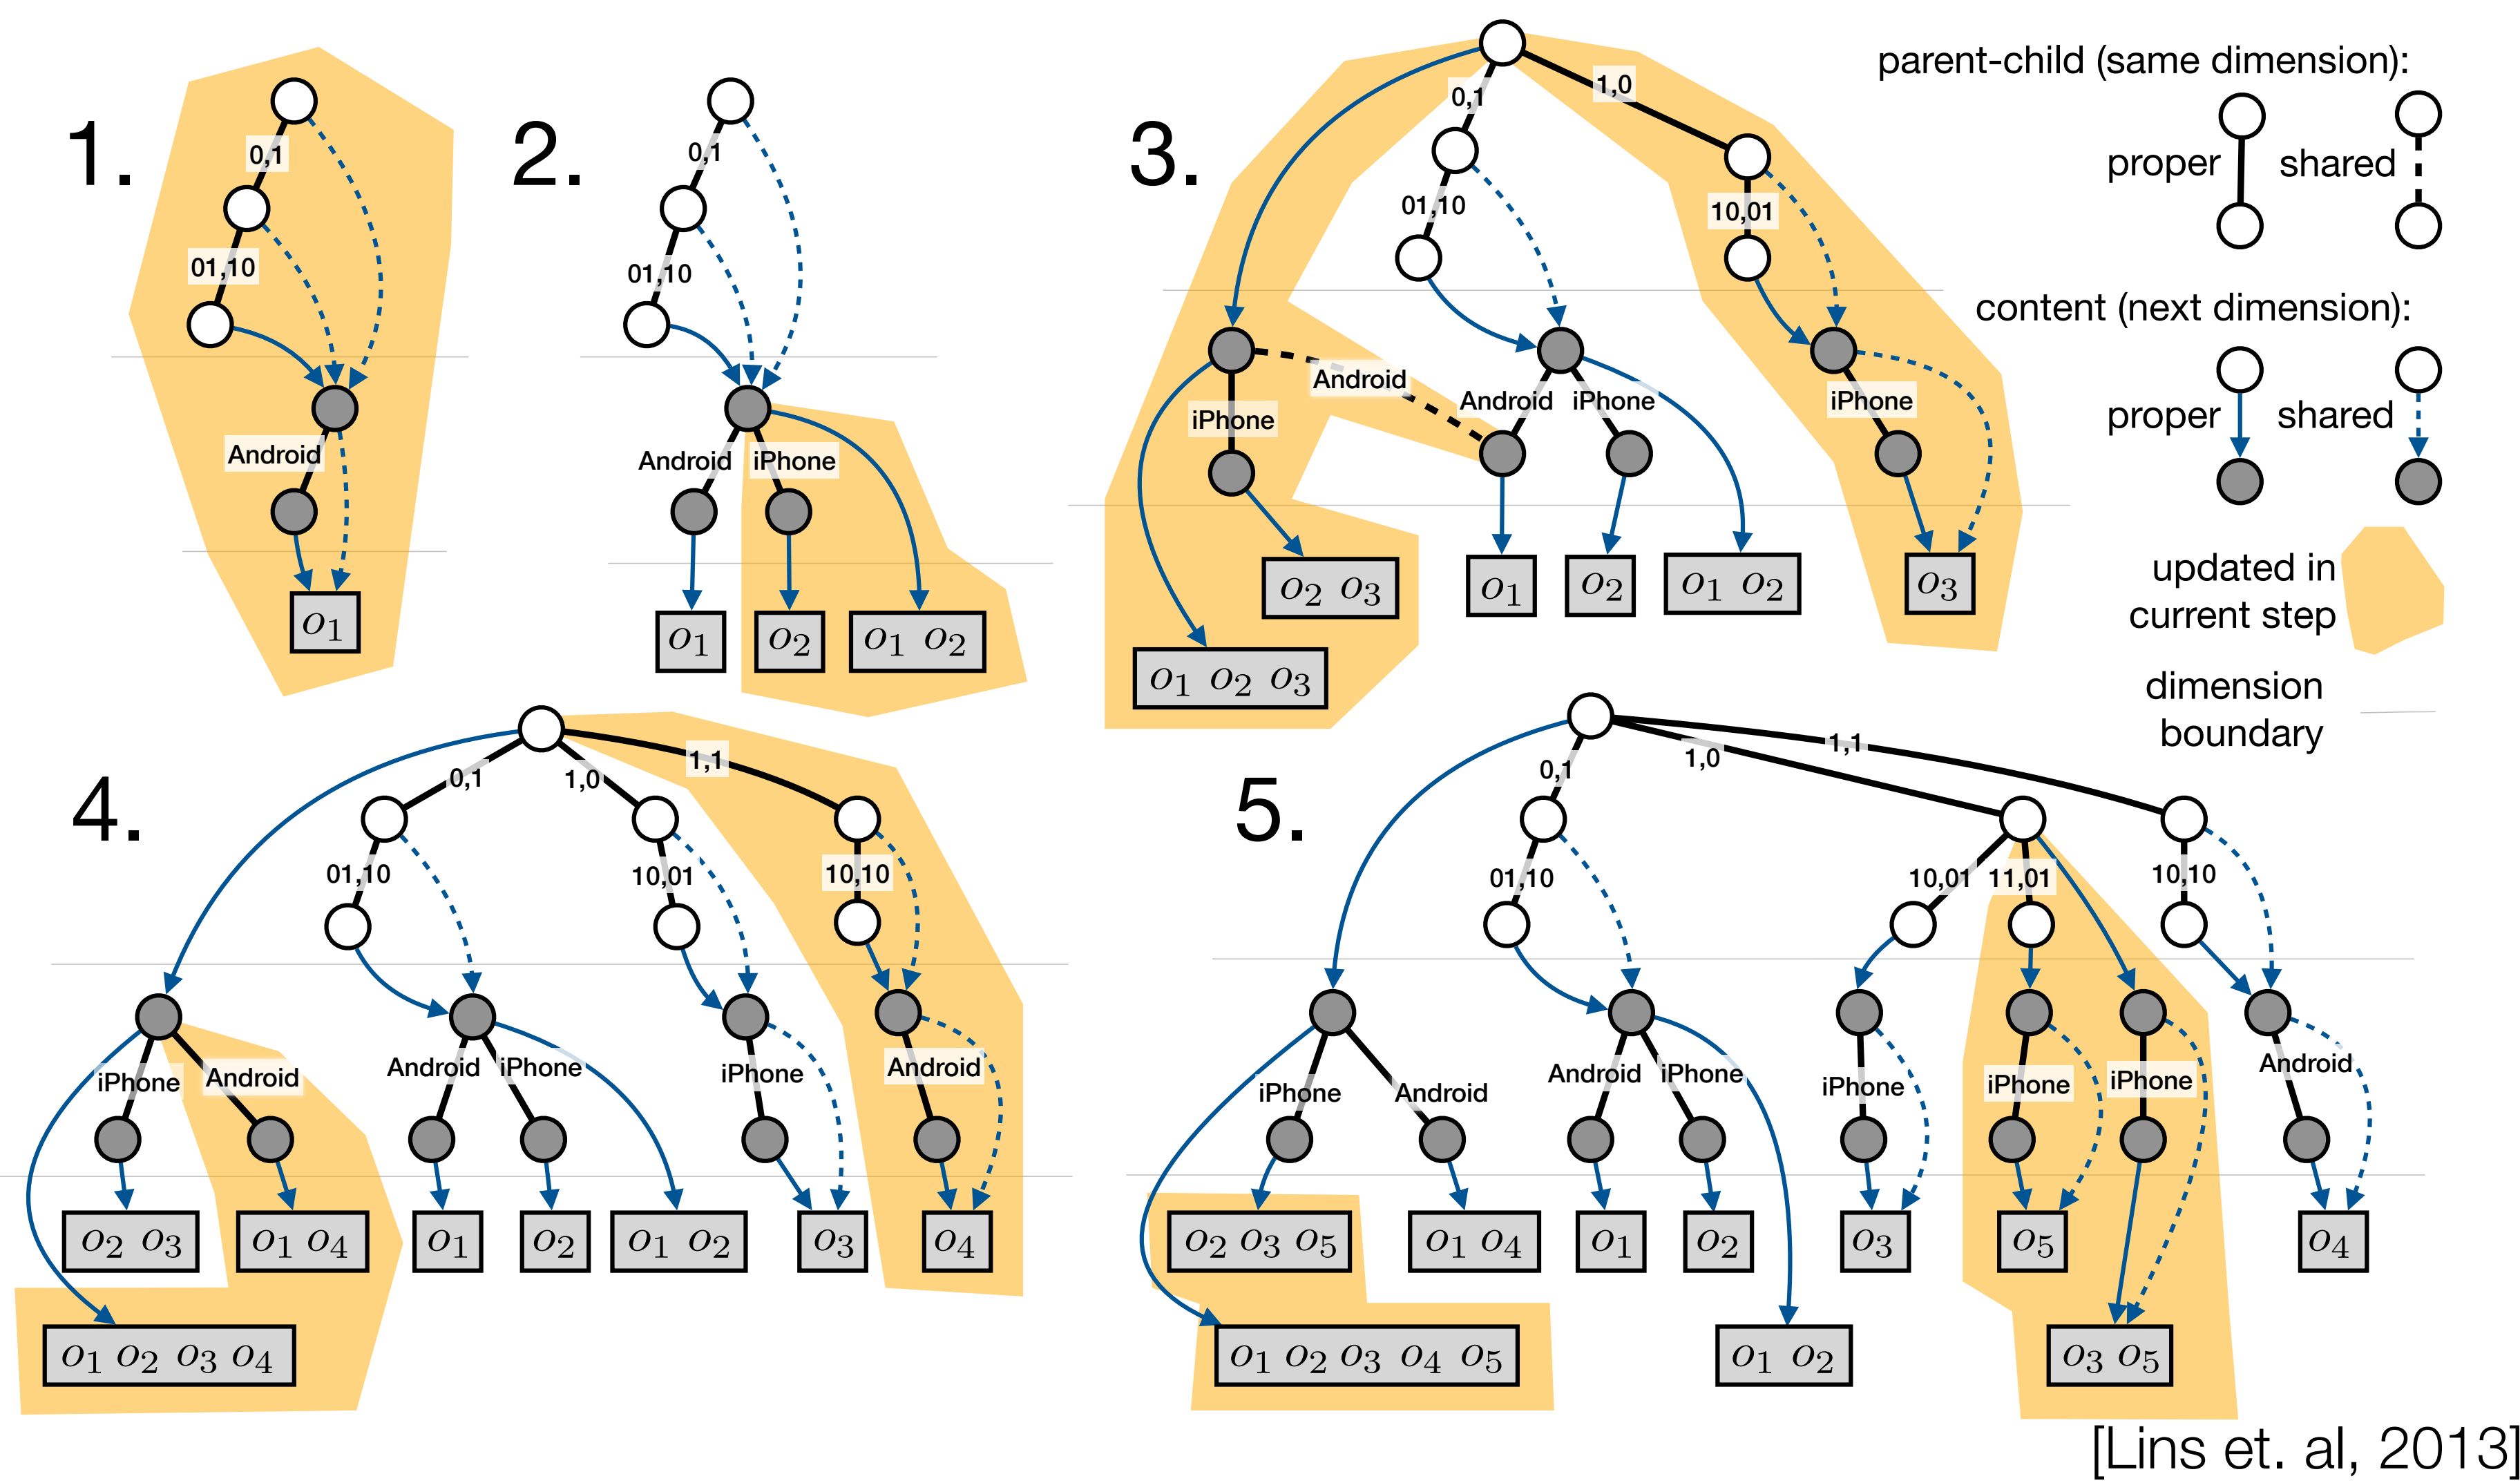 1.
0,1
01,10
Android
o1
2.
0,1
01,10
Android iPhone
o1 o2 o1 o2
3.
0,1 1,0
01,10 10,01
Android
iPhone Android iPhone iPhone
o2 o3 o1 o2 o1 o2 o3
o1 o2 o3
parent-child (same dimension):
proper shared
content (next dimension):
proper shared
updated in
current step
dimension
boundary
4.
0,1 1,0 1,1
01,10 10,01 10,10
iPhone Android Android iPhone iPhone Android
o2 o3 o1 o4 o1 o2 o1 o2 o3 o4
o1 o2 o3 o4
5.
0,1 1,0 1,1
01,10 10,01 11,01 10,10
iPhone Android Android iPhone iPhone iPhone iPhone Android
o2 o3 o5 o1 o4 o1 o2 o3 o5 o4
o1 o2 o3 o4 o5 o1 o2 o3 o5
[Lins et. al, 2013]